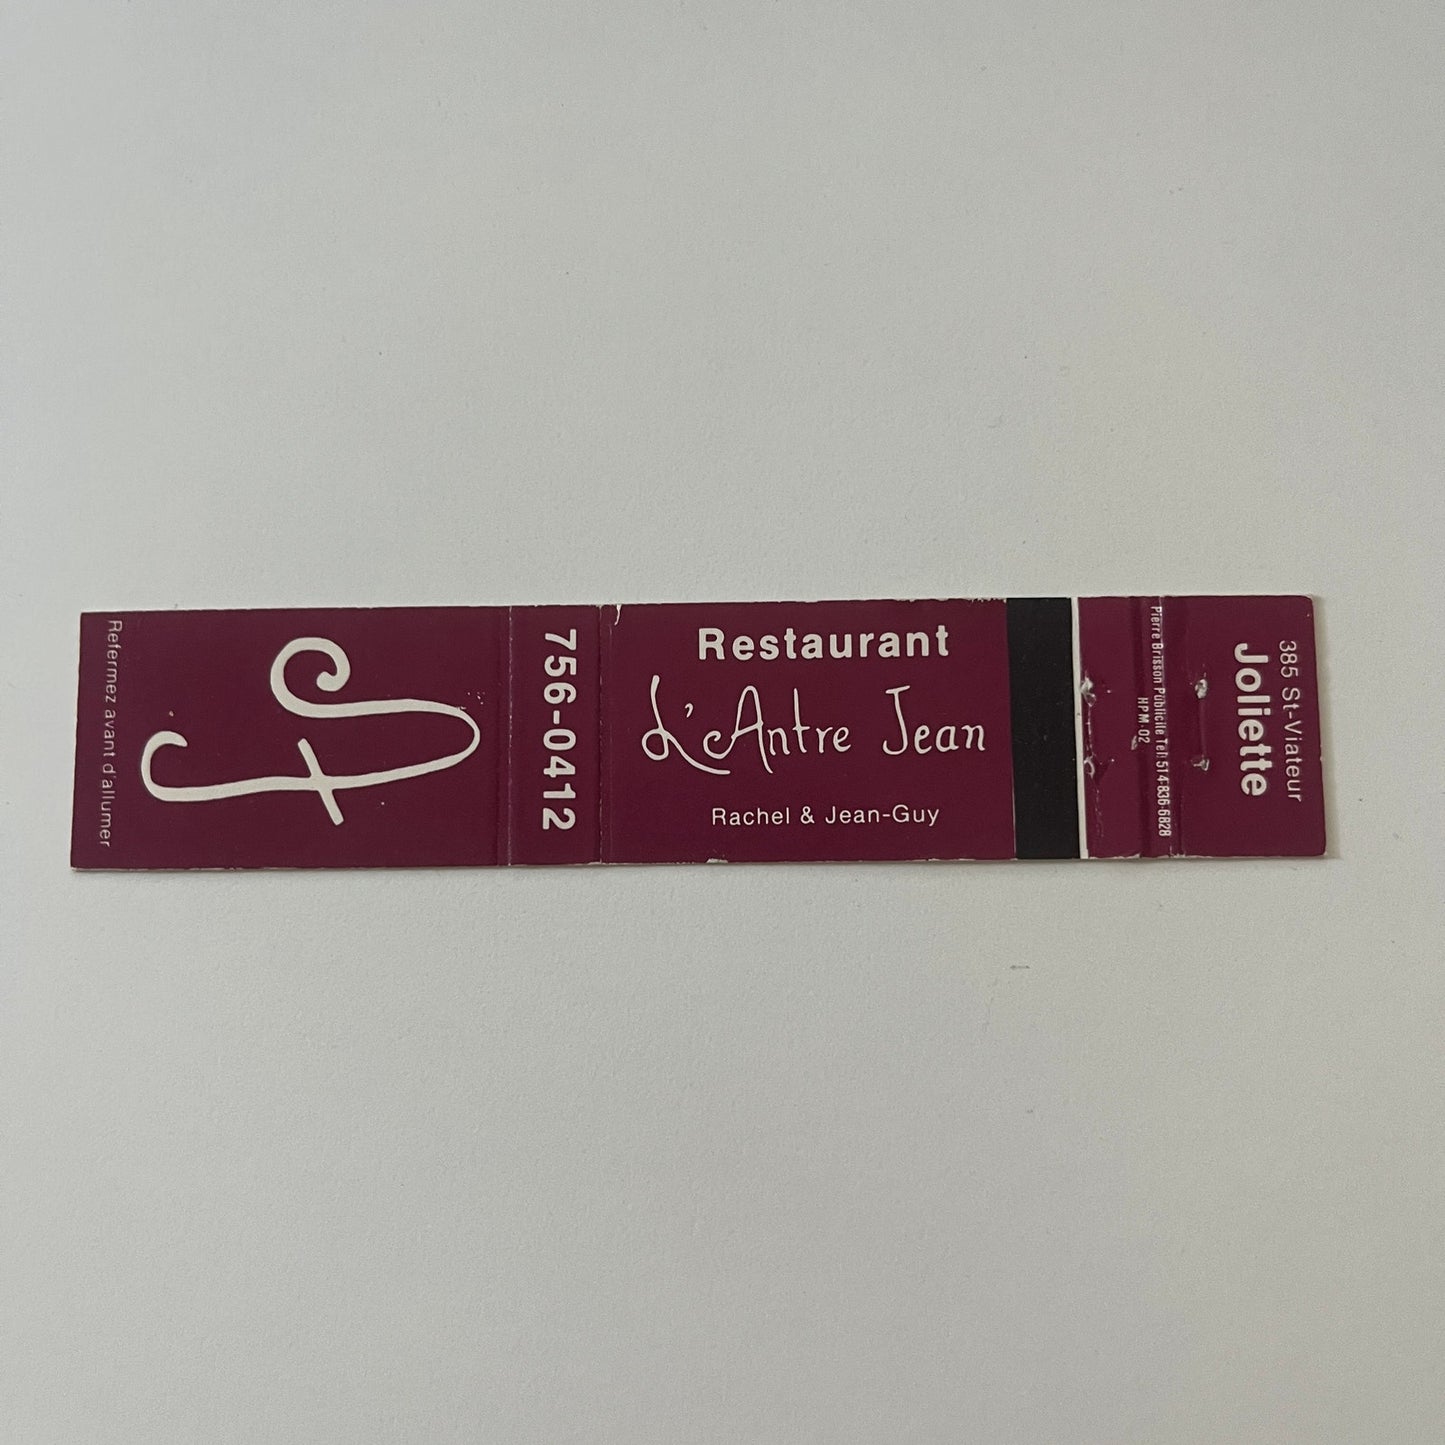 Refermez avant d'allumer
756-0412
Restaurant
L'Antre Jean
Rachel & Jean-Guy
Pierre Brisson Publicite Tel: 514-836-6828
HPM-02
385 St-Viateur
Joliette